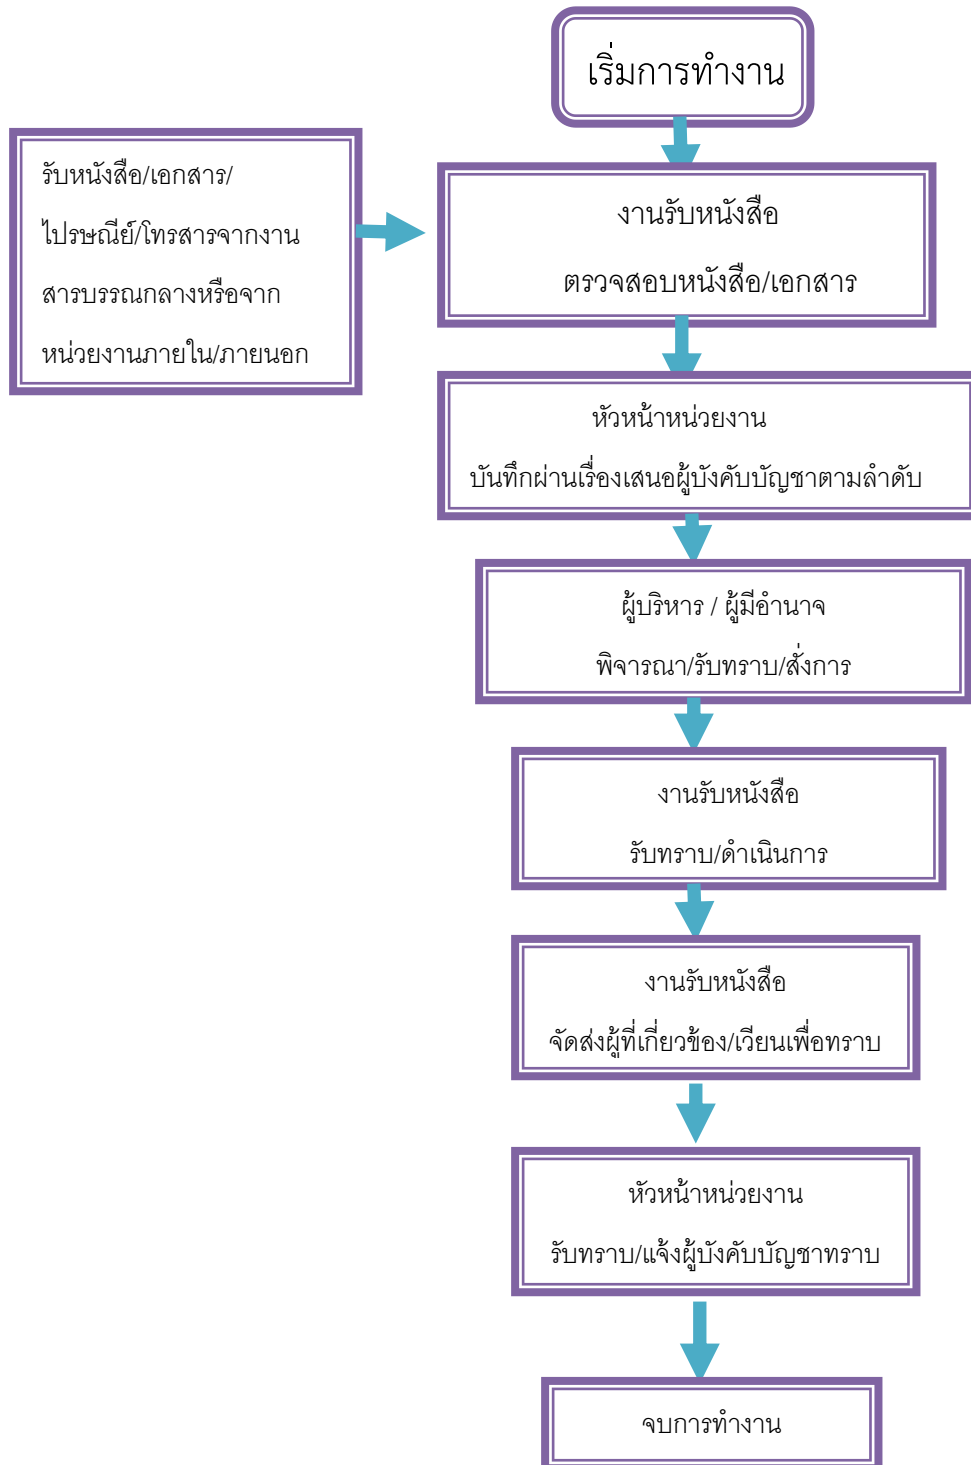 เริ่มการทำงาน
รับหนังสือ/เอกสาร/
ไปรษณีย์/โทรสารจากงาน
สารบรรณกลางหรือจาก
หน่วยงานภายใน/ภายนอก
งานรับหนังสือ
ตรวจสอบหนังสือ/เอกสาร
หัวหน้าหน่วยงาน
บันทึกผ่านเรื่องเสนอผู้บังคับบัญชาตามลำดับ
ผู้บริหาร / ผู้มีอำนาจ
พิจารณา/รับทราบ/สั่งการ
งานรับหนังสือ
รับทราบ/ดำเนินการ
งานรับหนังสือ
จัดส่งผู้ที่เกี่ยวข้อง/เวียนเพื่อทราบ
หัวหน้าหน่วยงาน
รับทราบ/แจ้งผู้บังคับบัญชาทราบ
จบการทำงาน